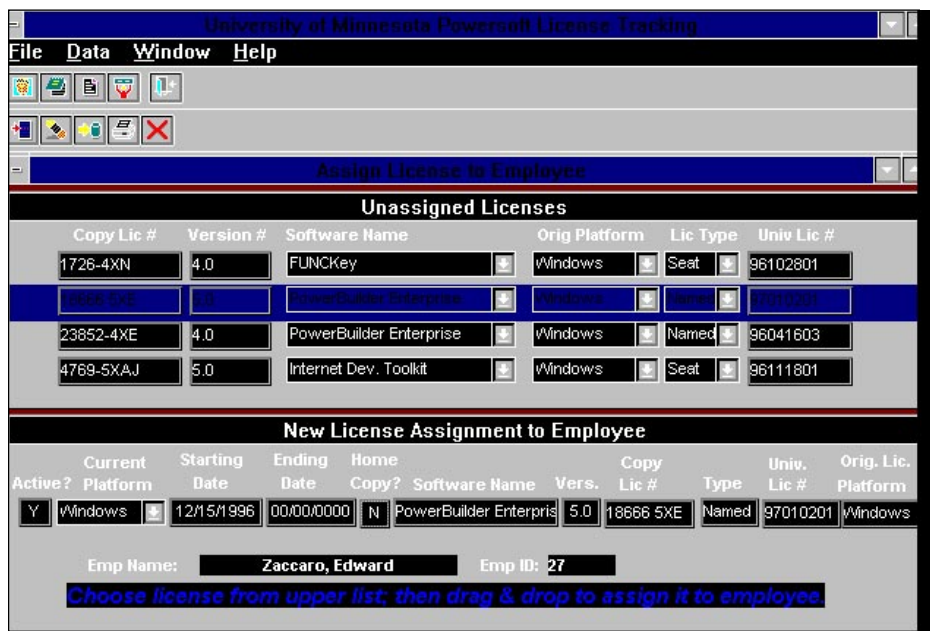 University of Minnesota Powersoft License Tracking
File Data Window Help
Assign License to Employee
Unassigned Licenses
Copy Lic # Version # Software Name Orig Platform Lic Type Univ Lic #
1726-4XN 4.0 FUNCKey Windows Seat 96102801
18666 5XE 5.0 PowerBuilder Enterprise Windows Named 97010201
23852-4XE 4.0 PowerBuilder Enterprise Windows Named 96041603
4769-5XAJ 5.0 Internet Dev. Toolkit Windows Seat 96111801
New License Assignment to Employee
Current Starting Ending Home Copy Univ. Orig. Lic.
Active? Platform Date Date Copy? Software Name Vers. Lic # Type Lic # Platform
Y Windows 12/15/1996 00/00/0000 N PowerBuilder Enterpris 5.0 18666 5XE Named 97010201 Windows
Emp Name: Zaccaro, Edward Emp ID: 27
Choose license from upper list; then drag & drop to assign it to employee.